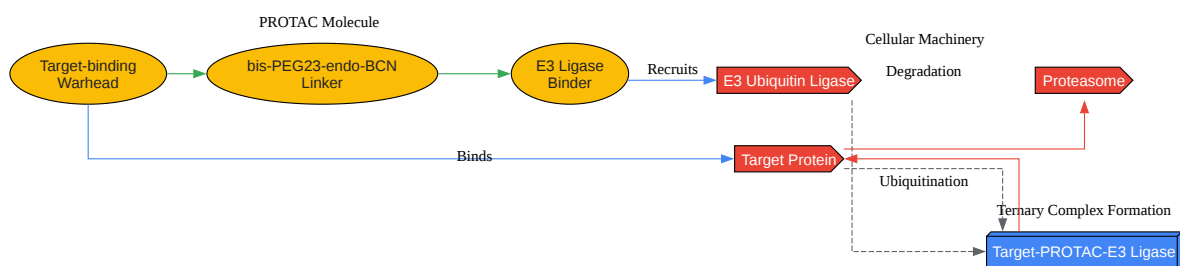 PROTAC Molecule
Cellular Machinery
Target-binding
Warhead
bis-PEG23-endo-BCN
Linker
E3 Ligase
Binder
Recruits
E3 Ubiquitin Ligase
Degradation
Proteasome
Binds
Target Protein
Ubiquitination
Ternary Complex Formation
Target-PROTAC-E3 Ligase